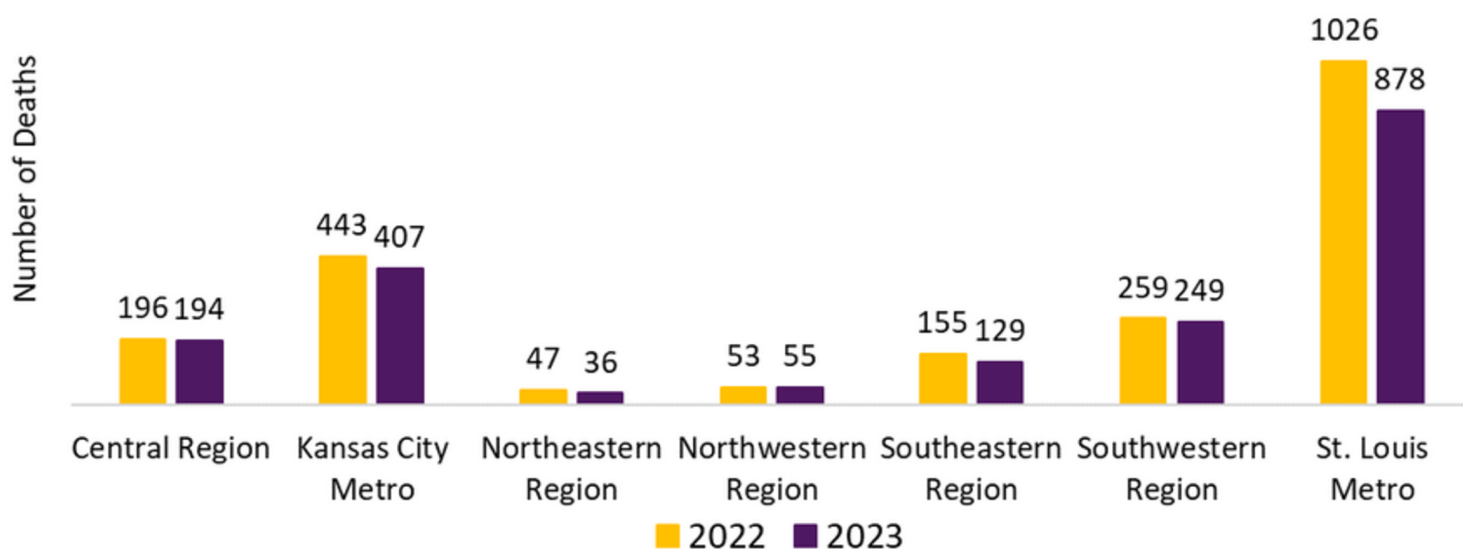 Number of Deaths
1026
878
443
407
196
194
47
36
53
55
155
129
259
249
Central Region
Kansas City
Metro
Northeastern
Region
Northwestern
Region
Southeastern
Region
Southwestern
Region
St. Louis
Metro
2022
2023